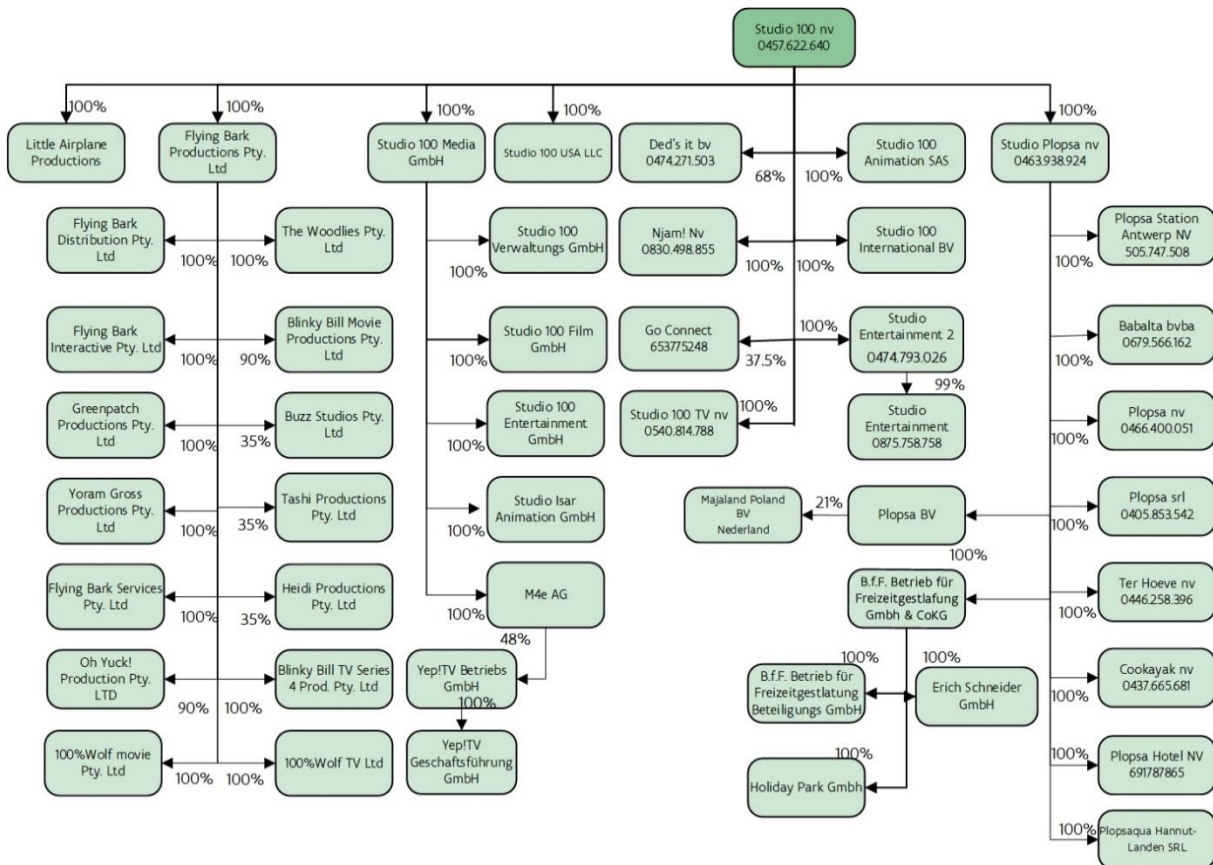 Studio 100 nv
0457.622.640
100%
100%
100%
100%
100%
Little Airplane
Productions
Flying Bark
Productions Pty.
Ltd
Studio 100 Media
GmbH
Studio 100 USA LLC
Ded's it bv
0474.271.503
68%
100%
Studio 100
Animation SAS
Studio Plopsa nv
0463.938.924
Flying Bark
Distribution Pty.
Ltd
100%
100%
The Woodlies Pty.
Ltd
100%
Studio 100
Verwaltungs GmbH
Njam! Nv
0830.498.855
100%
100%
Studio 100
International BV
100%
Plopsa Station
Antwerp NV
505.747.508
Flying Bark
Interactive Pty. Ltd
100%
90%
Blinky Bill Movie
Productions Pty.
Ltd
100%
Studio 100 Film
GmbH
Go Connect
653775248
37.5%
100%
Studio
Entertainment 2
0474.793.026
99%
100%
Babalta bvba
0679.566.162
Greenpatch
Productions Pty.
Ltd
100%
35%
Buzz Studios Pty.
Ltd
100%
Studio 100
Entertainment
GmbH
Studio 100 TV nv
0540.814.788
100%
Studio
Entertainment
0875.758.758
100%
Plopsa nv
0466.400.051
Yoram Gross
Productions Pty.
Ltd
100%
35%
Tashi Productions
Pty. Ltd
100%
Studio Isar
Animation GmbH
Majaland Poland
BV
Nederland
21%
Plopsa BV
100%
100%
Plopsa srl
0405.853.542
Flying Bark Services
Pty. Ltd
100%
35%
Heidi Productions
Pty. Ltd
100%
M4e AG
48%
B.f.F. Betrieb für
Freizeitgestlafung
Gmbh & CoKG
100%
Ter Hoeve nv
0446.258.396
Oh Yuck!
Production Pty.
LTD
90%
100%
Blinky Bill TV Series
4 Prod. Pty. Ltd
Yep!TV Betriebs
GmbH
100%
B.f.F. Betrieb für
Freizeitgestlatung
Beteiligungs GmbH
100%
100%
Erich Schneider
GmbH
100%
Cookayak nv
0437.665.681
100%Wolf movie
Pty. Ltd
100%
100%
100%Wolf TV Ltd
Yep!TV
Geschaftsführung
GmbH
Holiday Park Gmbh
100%
100%
Plopsa Hotel NV
691787865
100%
Plopsaqua Hannut-
Landen SRL